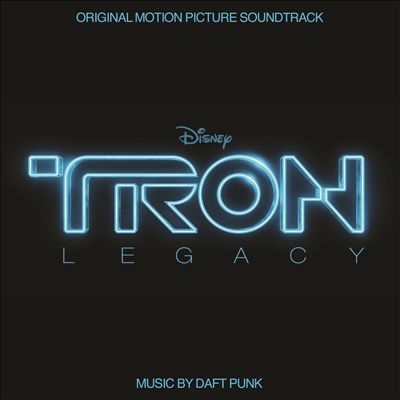 ORIGINAL MOTION PICTURE SOUNDTRACK
Disney
TRON
LEGACY
MUSIC BY DAFT PUNK